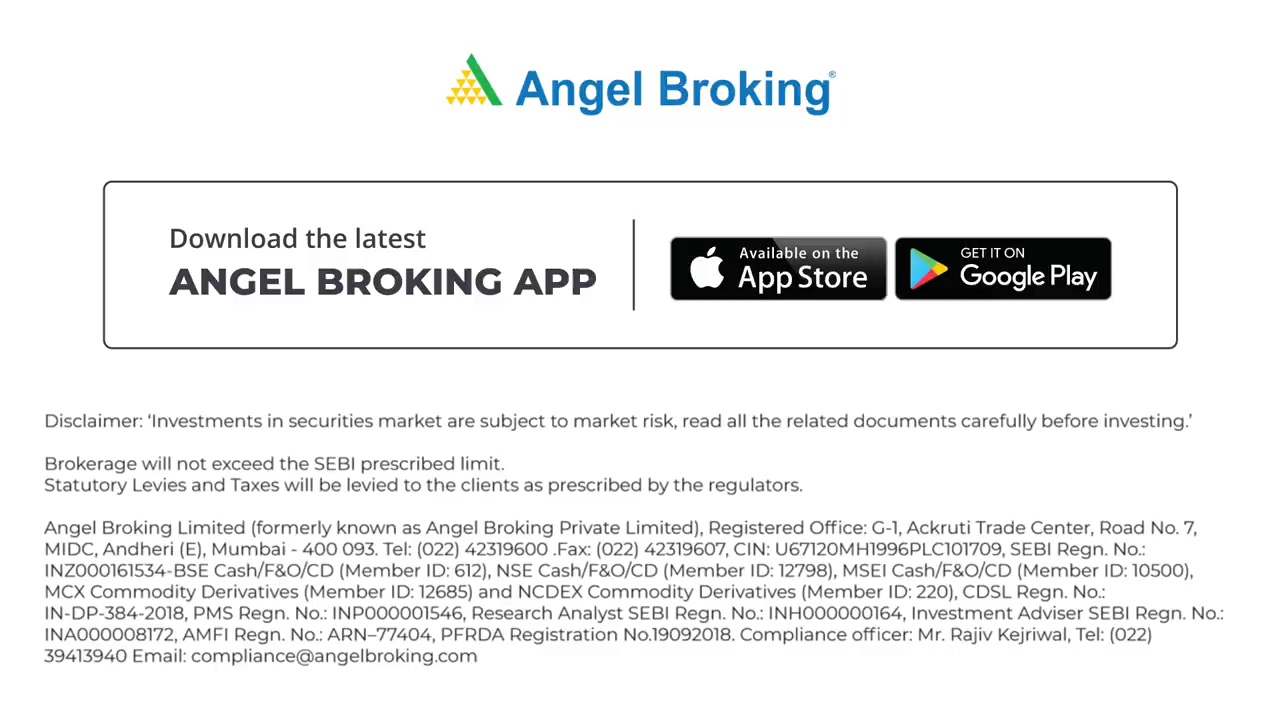 Angel Broking®
Download the latest
ANGEL BROKING APP
Available on the
App Store
GET IT ON
Google Play
Disclaimer: ‘Investments in securities market are subject to market risk, read all the related documents carefully before investing.’
Brokerage will not exceed the SEBI prescribed limit.
Statutory Levies and Taxes will be levied to the clients as prescribed by the regulators.
Angel Broking Limited (formerly known as Angel Broking Private Limited), Registered Office: G-1, Ackruti Trade Center, Road No. 7,
MIDC, Andheri (E), Mumbai - 400 093. Tel: (022) 42319600 .Fax: (022) 42319607, CIN: U67120MH1996PLC101709, SEBI Regn. No.:
INZ000161534-BSE Cash/F&O/CD (Member ID: 612), NSE Cash/F&O/CD (Member ID: 12798), MSEI Cash/F&O/CD (Member ID: 10500),
MCX Commodity Derivatives (Member ID: 12685) and NCDEX Commodity Derivatives (Member ID: 220), CDSL Regn. No.:
IN-DP-384-2018, PMS Regn. No.: INP000001546, Research Analyst SEBI Regn. No.: INH000000164, Investment Adviser SEBI Regn. No.:
INA000008172, AMFI Regn. No.: ARN–77404, PFRDA Registration No.19092018. Compliance officer: Mr. Rajiv Kejriwal, Tel: (022)
39413940 Email: compliance@angelbroking.com